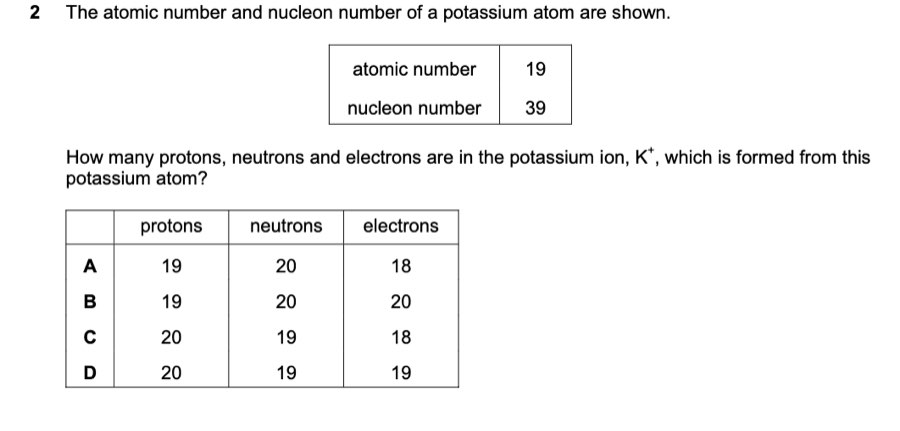 2 The atomic number and nucleon number of a potassium atom are shown.
atomic number 19
nucleon number 39
How many protons, neutrons and electrons are in the potassium ion, K⁺, which is formed from this
potassium atom?
protons neutrons electrons
A 19 20 18
B 19 20 20
C 20 19 18
D 20 19 19